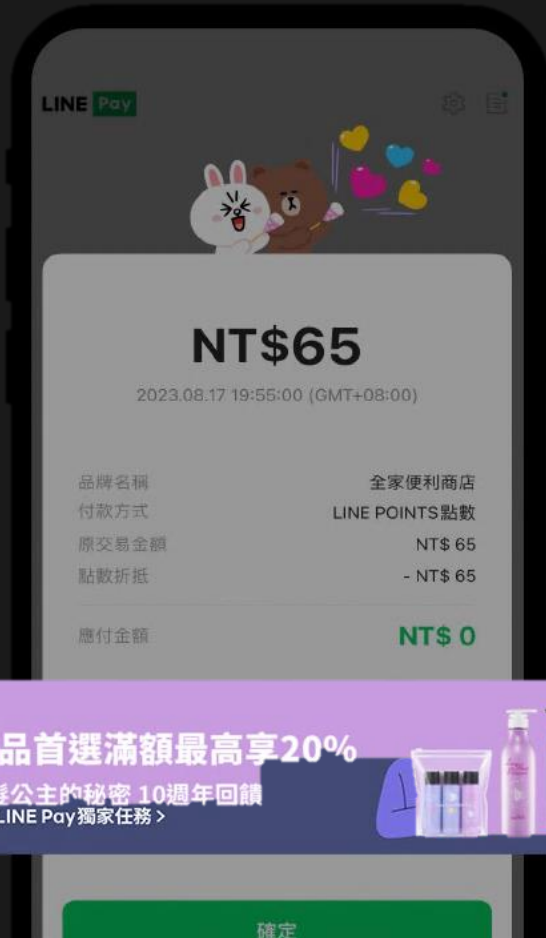 LINE Pay
NT$65
2023.08.17 19:55:00 (GMT+08:00)
品牌名稱 全家便利商店
付款方式 LINE POINTS點數
原交易金額 NT$ 65
點數折抵 - NT$ 65
應付金額 NT$ 0
品首選滿額最高享20%
髮公主的秘密 10週年回饋
LINE Pay獨家任務 >
確定